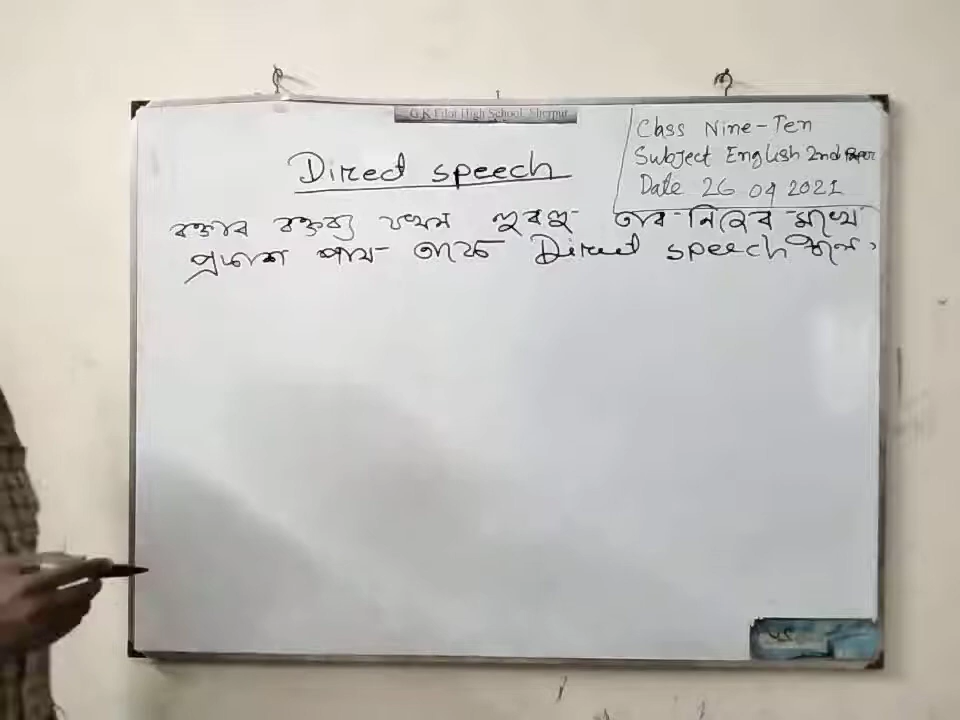 G.K Pilot High School, Sherpur
Class Nine-Ten
Subject English 2nd Paper
Date 26 09 2021
Direct speech
বক্তার বক্তব্য যখন হুবহু তার নিজের মুখে
প্রকাশ পায় তাকে Direct speech বলে।